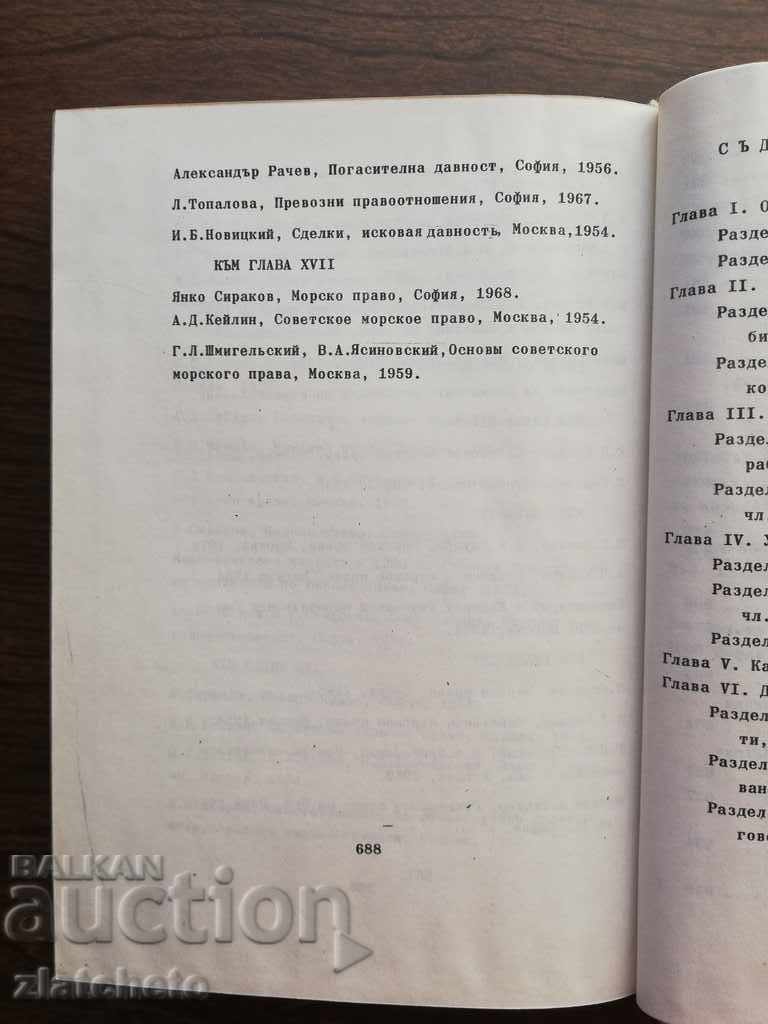 Александър Рачев, Погасителна давност, София, 1956.
Л.Топалова, Превозни правоотношения, София, 1967.
И.Б.Новицкий, Сделки, исковая давность, Москва,1954.
КЪМ ГЛАВА XVII
Янко Сираков, Морско право, София, 1968.
А.Д.Кейлин, Советское морское право, Москва, 1954.
Г.Л.Шмигельский, В.А.Ясиновский,Основы советского
морского права, Москва, 1959.
688
С Ъ Д
Глава I. О
Разде
Разде
Глава II.
Разде
би
Разде
ко
Глава III.
Раздел
раб
Раздел
чл.
Глава IV. У
Раздел
Раздел
чл.
Раздел
Глава V. Ка
Глава VI. Д
Раздел
ти,
Раздел
ван
Раздел
гово
BALKAN
auction
zlatcheto